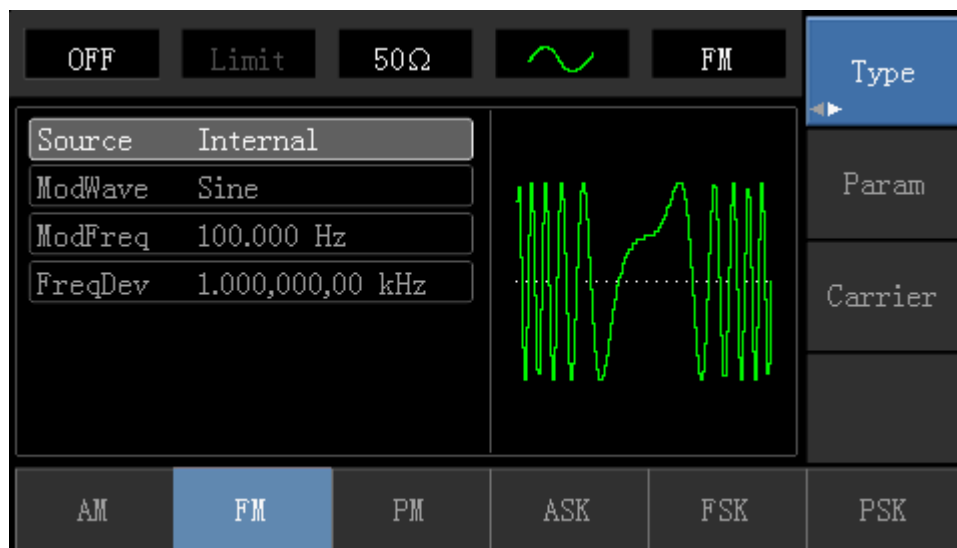 OFF Limit 50Ω FM
Type
Source Internal
ModWave Sine
ModFreq 100.000 Hz
FreqDev 1.000,000,00 kHz
Param
Carrier
AM FM PM ASK FSK PSK